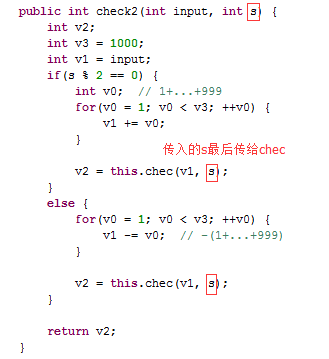 public int check2(int input, int s) {
int v2;
int v3 = 1000;
int v1 = input;
if(s % 2 == 0) {
int v0;  // 1+...+999
for(v0 = 1; v0 < v3; ++v0) {
v1 += v0;
}
传入的s最后传给chec
v2 = this.chec(v1, s);
}
else {
for(v0 = 1; v0 < v3; ++v0) {
v1 -= v0;  // -(1+...+999)
}
v2 = this.chec(v1, s);
}
return v2;
}